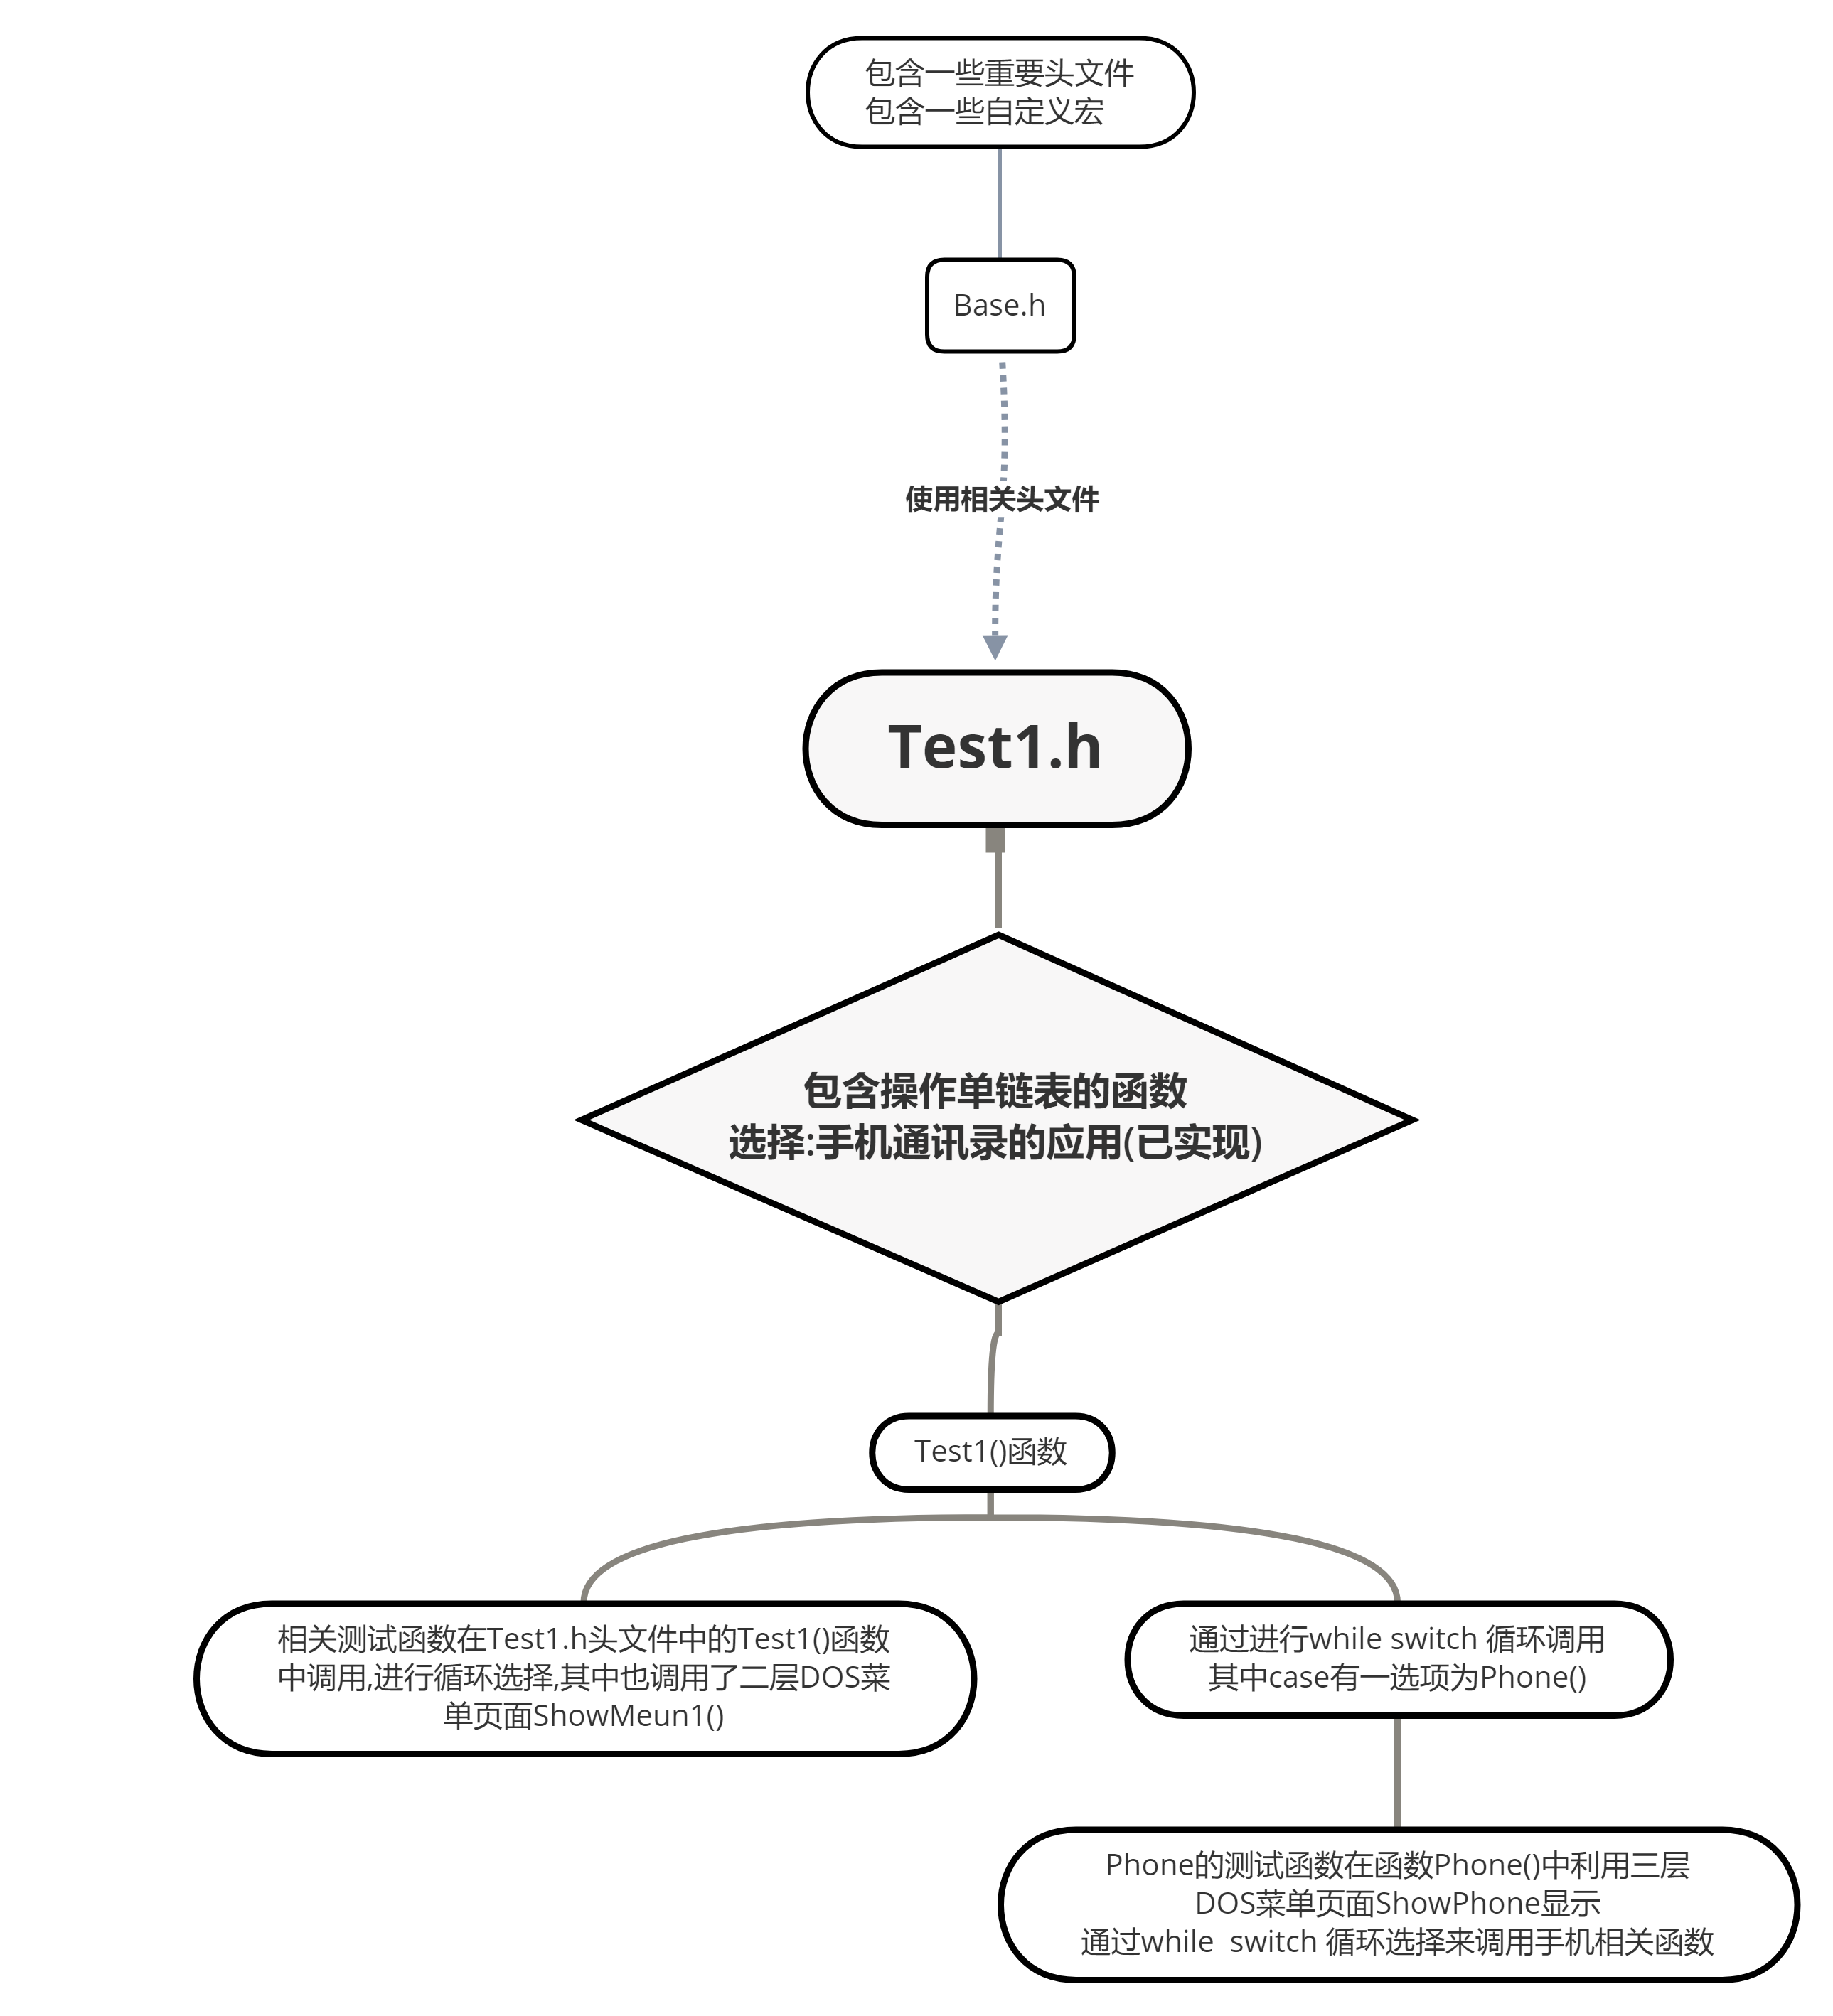 包含一些重要头文件
包含一些自定义宏
Base.h
使用相关头文件
Test1.h
包含操作单链表的函数
选择:手机通讯录的应用(已实现)
Test1()函数
相关测试函数在Test1.h头文件中的Test1()函数
中调用,进行循环选择,其中也调用了二层DOS菜
单页面ShowMeun1()
通过进行while switch 循环调用
其中case有一选项为Phone()
Phone的测试函数在函数Phone()中利用三层
DOS菜单页面ShowPhone显示
通过while  switch 循环选择来调用手机相关函数